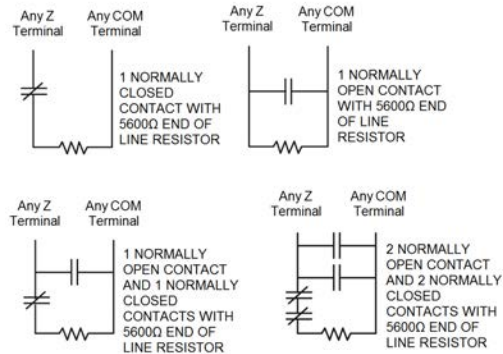 Any Z Any COM
Terminal Terminal
1 NORMALLY
CLOSED
CONTACT WITH
5600Ω END OF
LINE RESISTOR
Any Z Any COM
Terminal Terminal
1 NORMALLY
OPEN CONTACT
WITH 5600Ω END
OF LINE
RESISTOR
Any Z Any COM
Terminal Terminal
1 NORMALLY
OPEN CONTACT
AND 1 NORMALLY
CLOSED
CONTACTS WITH
5600Ω END OF
LINE RESISTOR
Any Z Any COM
Terminal Terminal
2 NORMALLY
OPEN CONTACT
AND 2 NORMALLY
CLOSED
CONTACTS WITH
5600Ω END OF
LINE RESISTOR